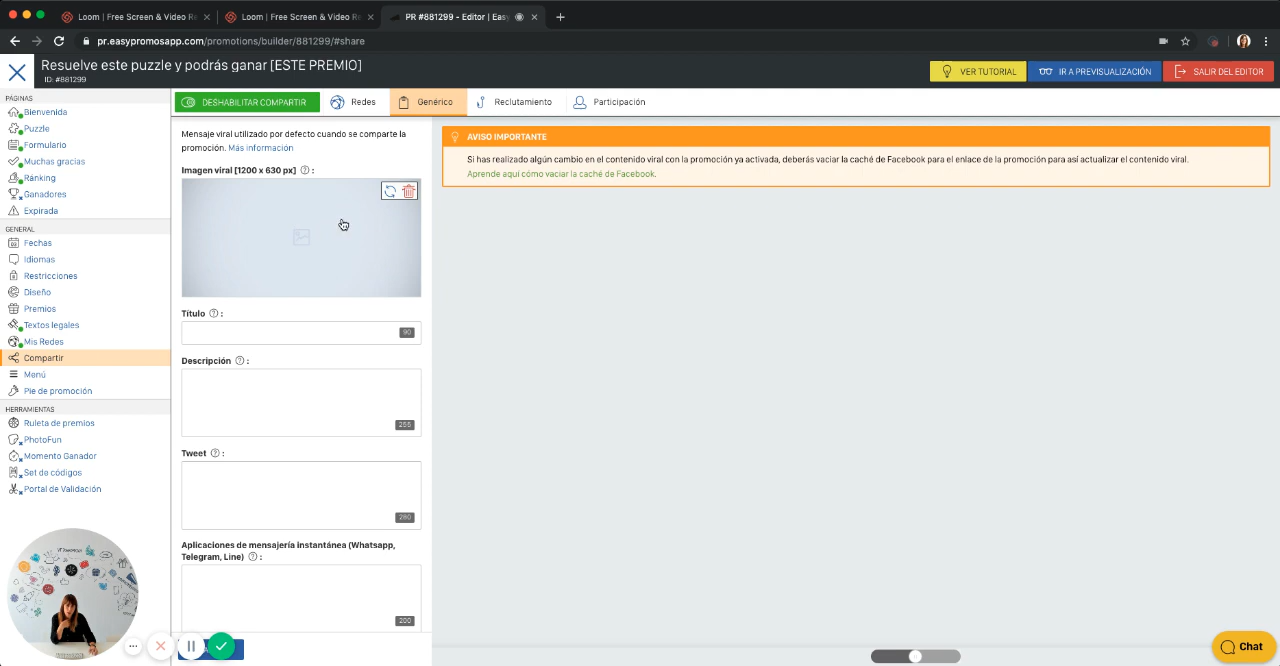 Loom | Free Screen & Video Re
Loom | Free Screen & Video Re
PR #881299 - Editor | Easy
pr.easypromosapp.com/promotions/builder/881299/#share
Resuelve este puzzle y podrás ganar [ESTE PREMIO]
ID: #881299
VER TUTORIAL
IR A PREVISUALIZACIÓN
SALIR DEL EDITOR
PÁGINAS
Bienvenida
Puzzle
Formulario
Muchas gracias
Ránking
Ganadores
Expirada
GENERAL
Fechas
Idiomas
Restricciones
Diseño
Premios
Textos legales
Mis Redes
Compartir
Menú
Pie de promoción
HERRAMIENTAS
Ruleta de premios
PhotoFun
Momento Ganador
Set de códigos
Portal de Validación
DESHABILITAR COMPARTIR
Redes
Genérico
Reclutamiento
Participación
Mensaje viral utilizado por defecto cuando se comparte la
promoción. Más información
Imagen viral [1200 x 630 px] ? :
Título ? :
90
Descripción ? :
255
Tweet ? :
280
Aplicaciones de mensajería instantánea (Whatsapp,
Telegram, Line) ? :
200
AVISO IMPORTANTE
Si has realizado algún cambio en el contenido viral con la promoción ya activada, deberás vaciar la caché de Facebook para el enlace de la promoción para así actualizar el contenido viral.
Aprende aquí cómo vaciar la caché de Facebook.
Chat